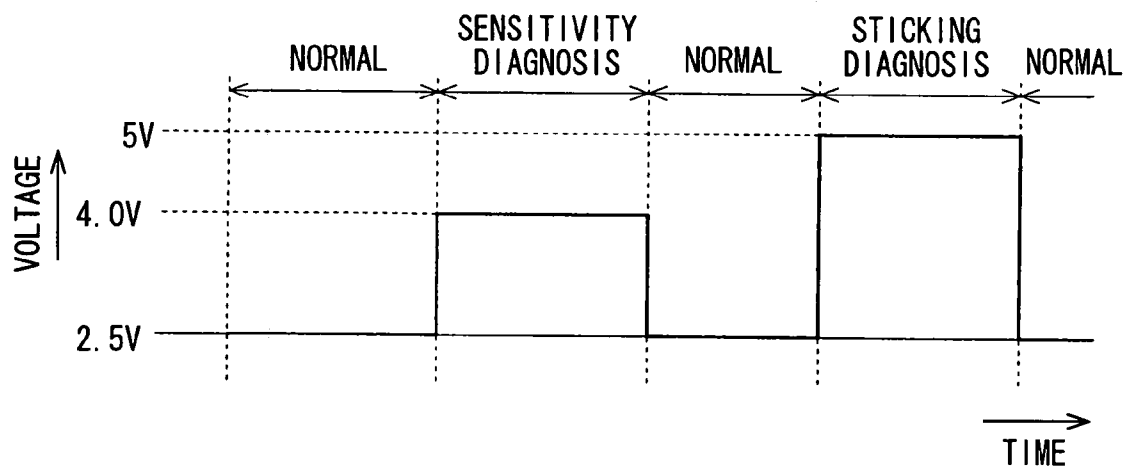 NORMAL
SENSITIVITY
DIAGNOSIS
NORMAL
STICKING
DIAGNOSIS
NORMAL
5V
4.0V
2.5V
VOLTAGE
TIME